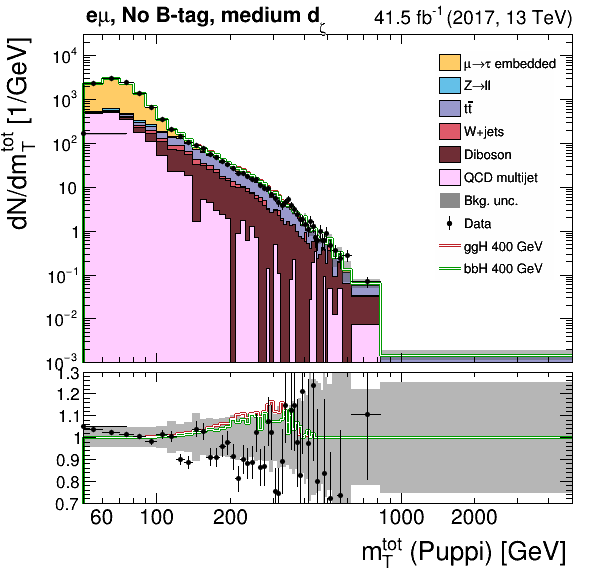 eμ, No B-tag, medium dζ
41.5 fb⁻¹ (2017, 13 TeV)
dN/dm_T^tot [1/GeV]
10⁴
10³
10²
10
1
10⁻¹
10⁻²
10⁻³
μ→τ embedded
Z→ll
tt̅
W+jets
Diboson
QCD multijet
Bkg. unc.
Data
ggH 400 GeV
bbH 400 GeV
1.3
1.2
1.1
1
0.9
0.8
0.7
60 100 200 1000 2000
m_T^tot (Puppi) [GeV]